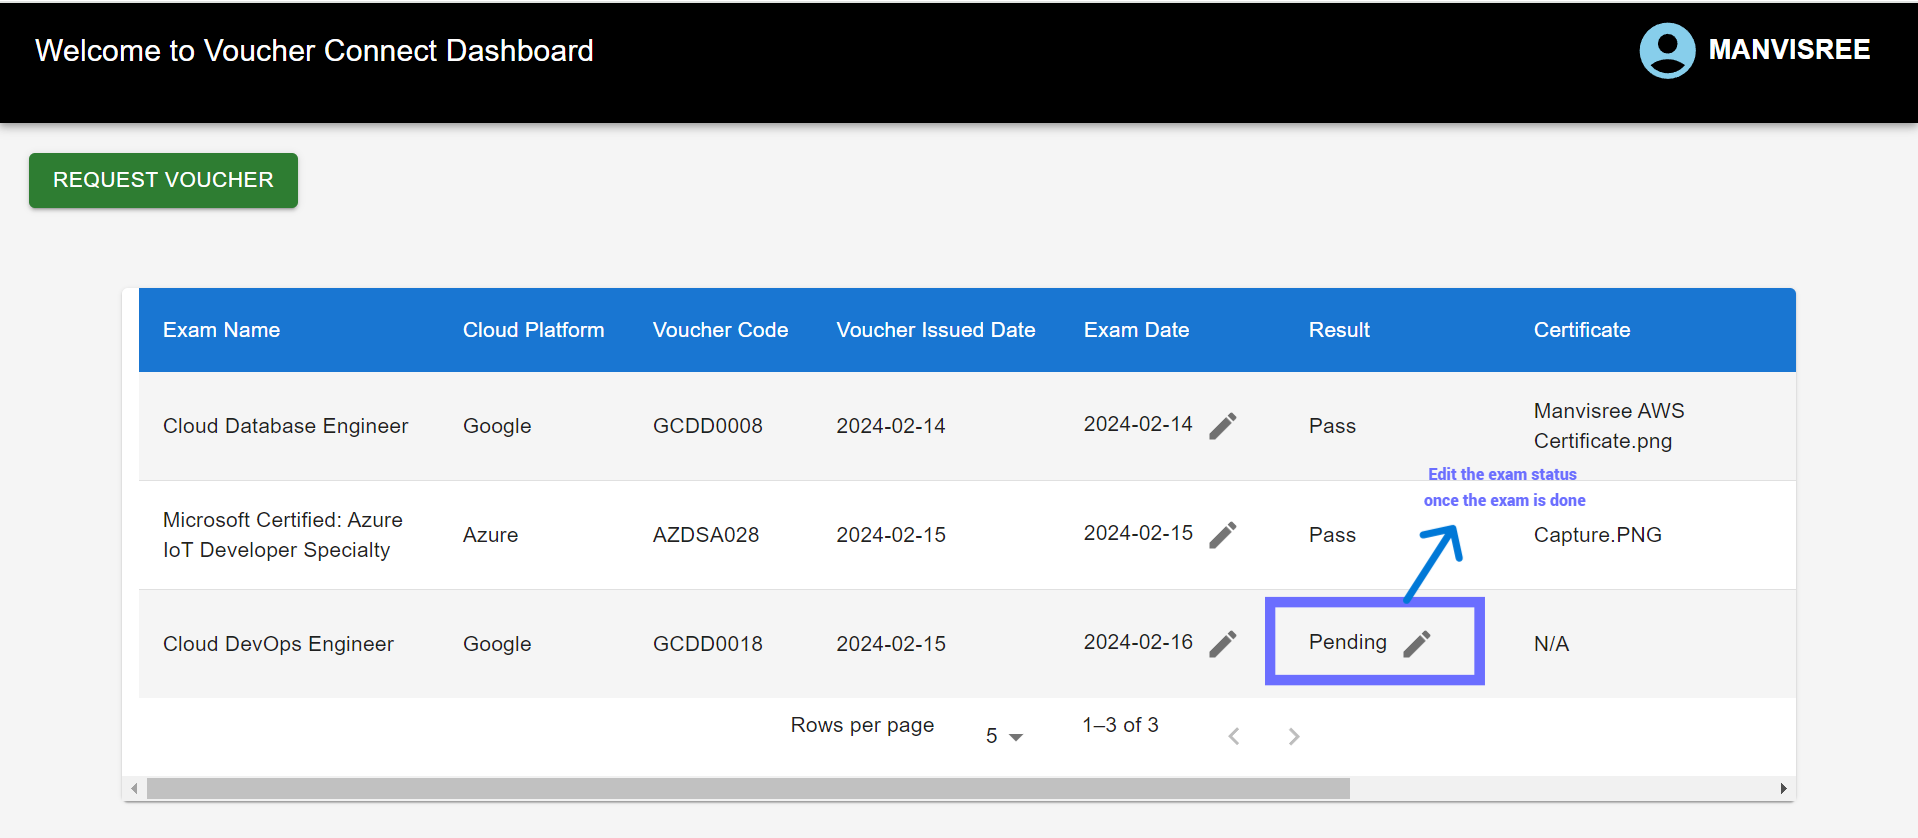 Welcome to Voucher Connect Dashboard
MANVISREE
REQUEST VOUCHER
Exam Name Cloud Platform Voucher Code Voucher Issued Date Exam Date Result Certificate
Cloud Database Engineer Google GCDD0008 2024-02-14 2024-02-14 Pass Manvisree AWS
Certificate.png
Edit the exam status
once the exam is done
Microsoft Certified: Azure
IoT Developer Specialty Azure AZDSA028 2024-02-15 2024-02-15 Pass Capture.PNG
Cloud DevOps Engineer Google GCDD0018 2024-02-15 2024-02-16 Pending N/A
Rows per page 5 1–3 of 3